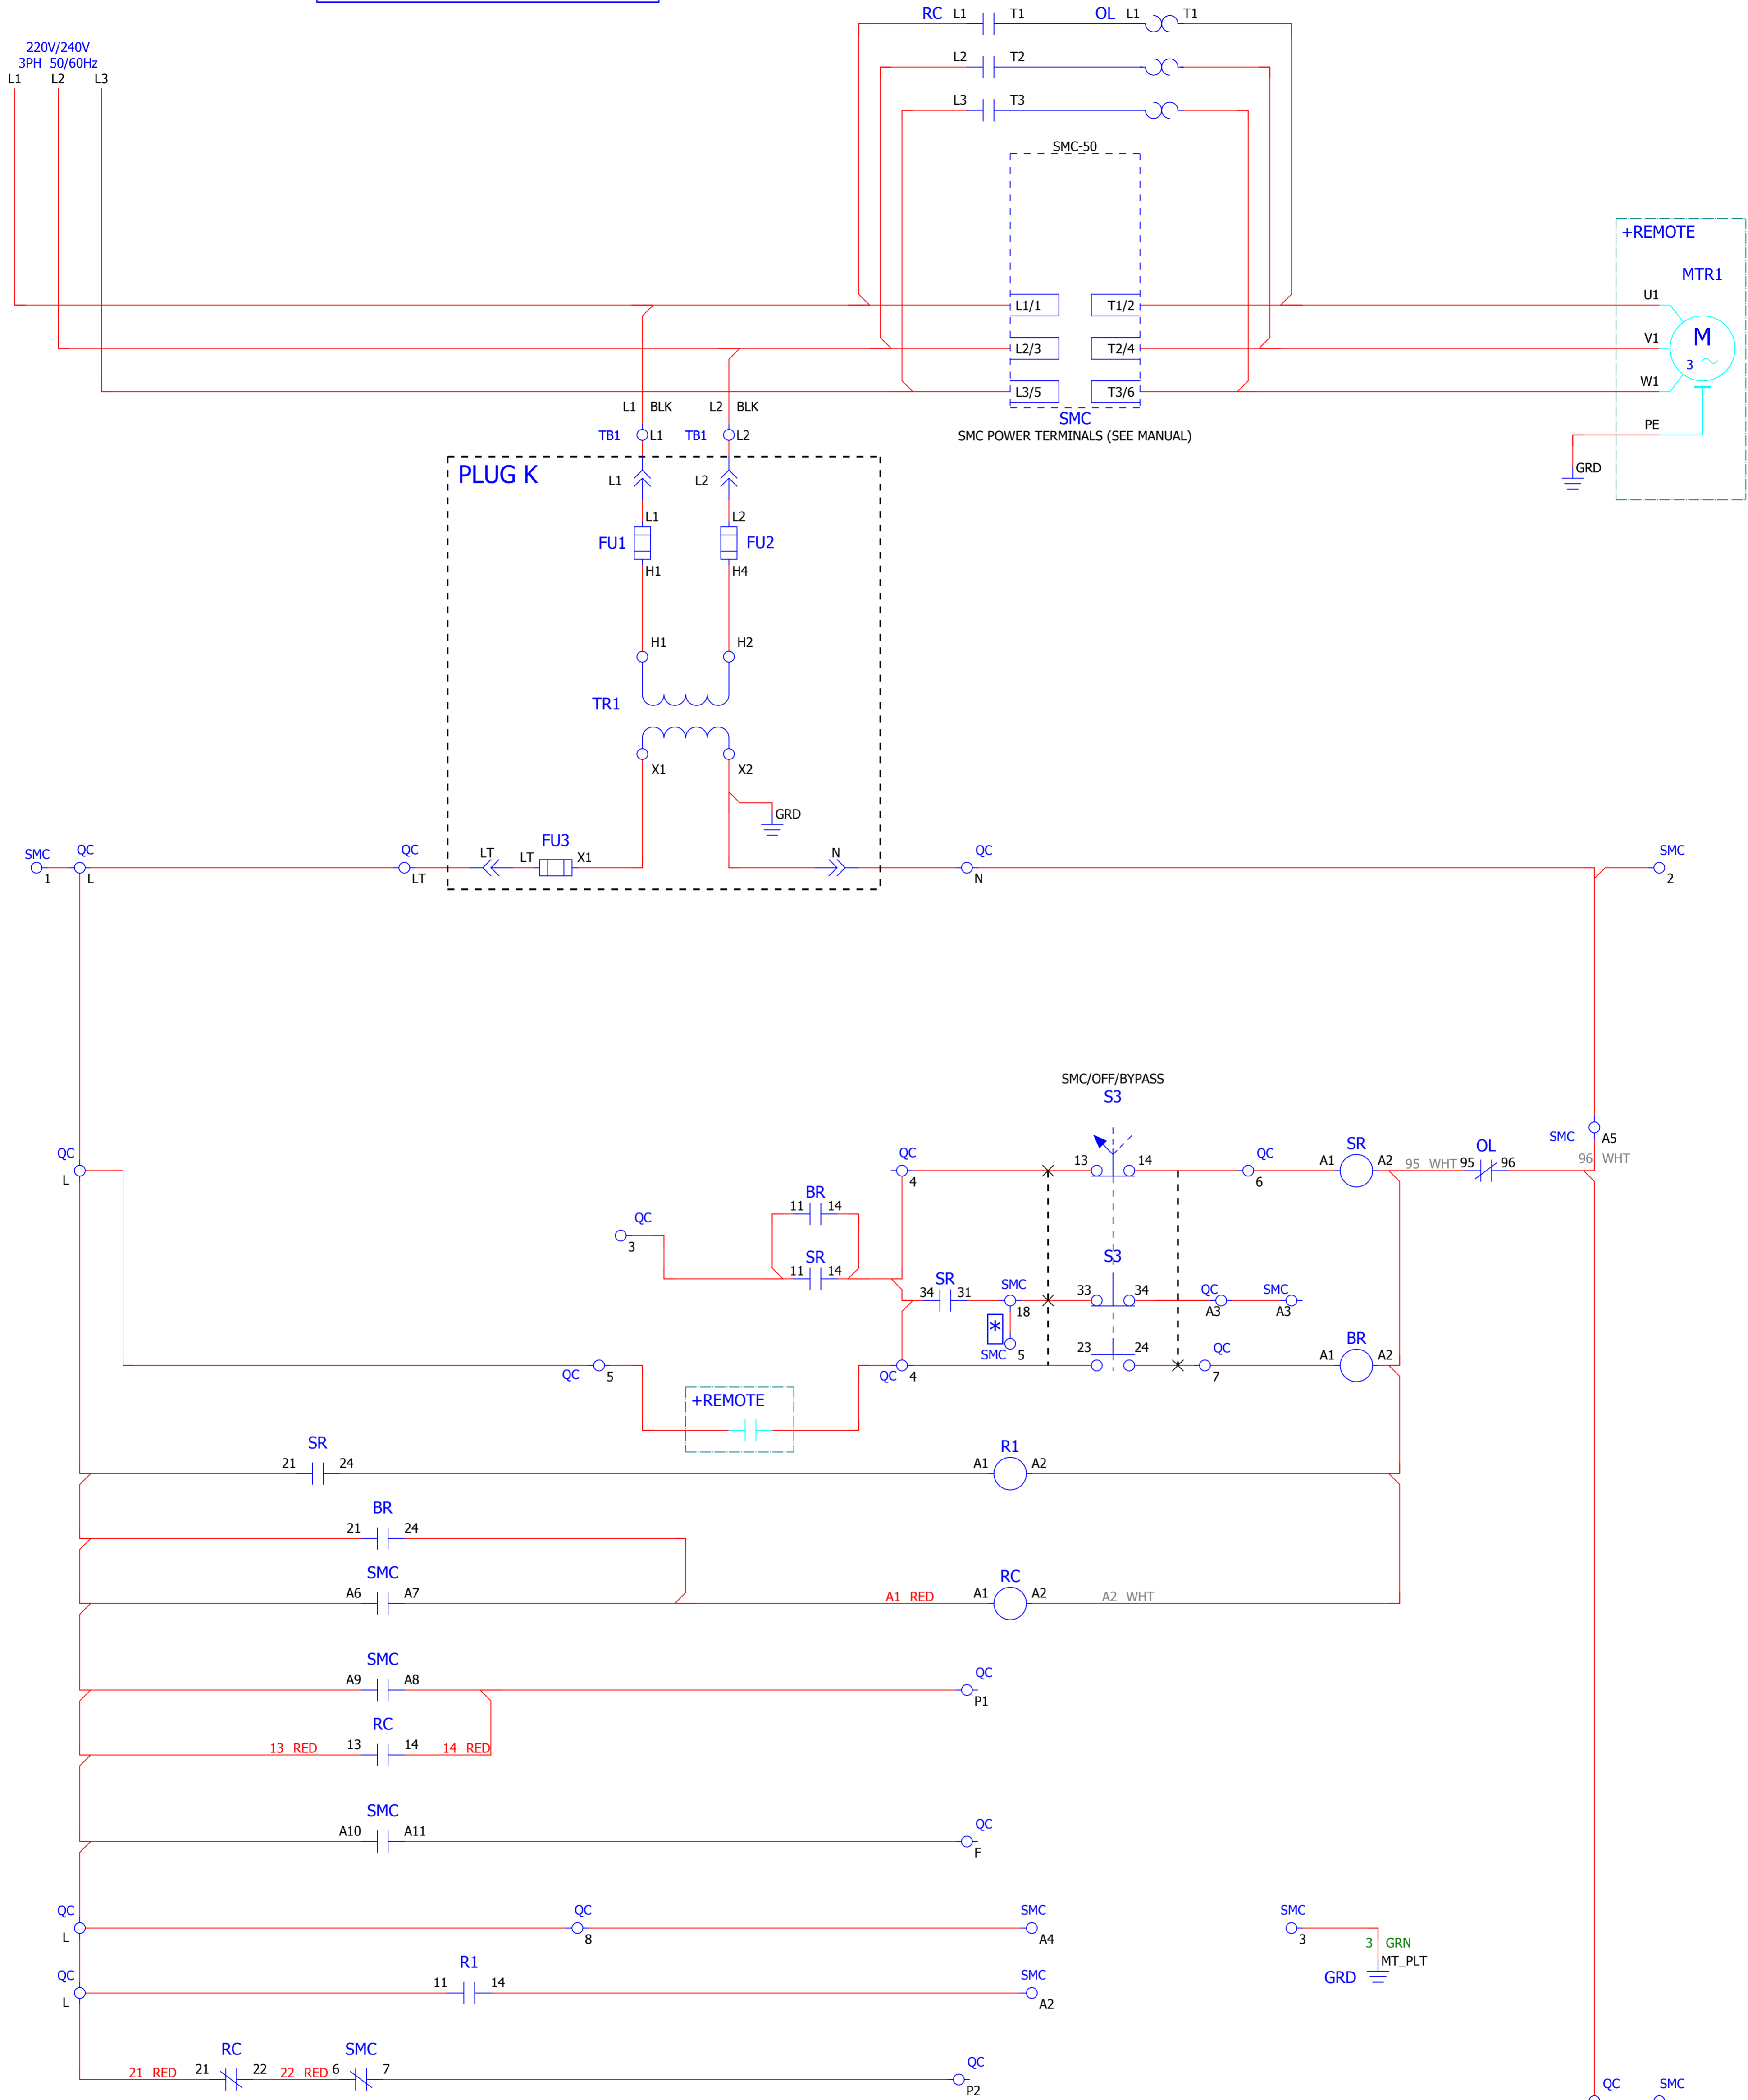 RC L1 T1 OL L1 T1
220V/240V
3PH 50/60Hz
L1 L2 L3
L2 T2
L3 T3
SMC-50
+REMOTE
MTR1
L1/1 T1/2 U1
L2/3 T2/4 V1 M
3
L3/5 T3/6 W1
L1 BLK L2 BLK
SMC
SMC POWER TERMINALS (SEE MANUAL)
PE
GRD
TB1 L1 TB1 L2
PLUG K
L1 L2
L1 L2
FU1 FU2
H1 H4
H1 H2
TR1
X1 X2
GRD
SMC QC QC FU3 QC SMC
1 L LT LT LT X1 N N 2
SMC/OFF/BYPASS
S3
SMC A5
QC QC 13 14 QC SR OL
L 4 6 A1 A2 95 WHT 95 96 96 WHT
BR
11 14
QC
3
SR
11 14
S3
SR SMC 33 34 QC SMC
34 31 18 A3 A3
*
SMC 5 23 24 QC BR
QC 5 QC 4 7 A1 A2
+REMOTE
SR R1
21 24 A1 A2
BR
21 24
SMC RC
A6 A7 A1 RED A1 A2 A2 WHT
SMC QC
A9 A8 P1
RC
13 RED 13 14 14 RED
SMC QC
A10 A11 F
QC QC SMC SMC
L 8 A4 3
3 GRN
MT_PLT
GRD
QC R1 SMC
L 11 14 A2
RC SMC QC
21 RED 21 22 22 RED 6 7 P2
QC SMC